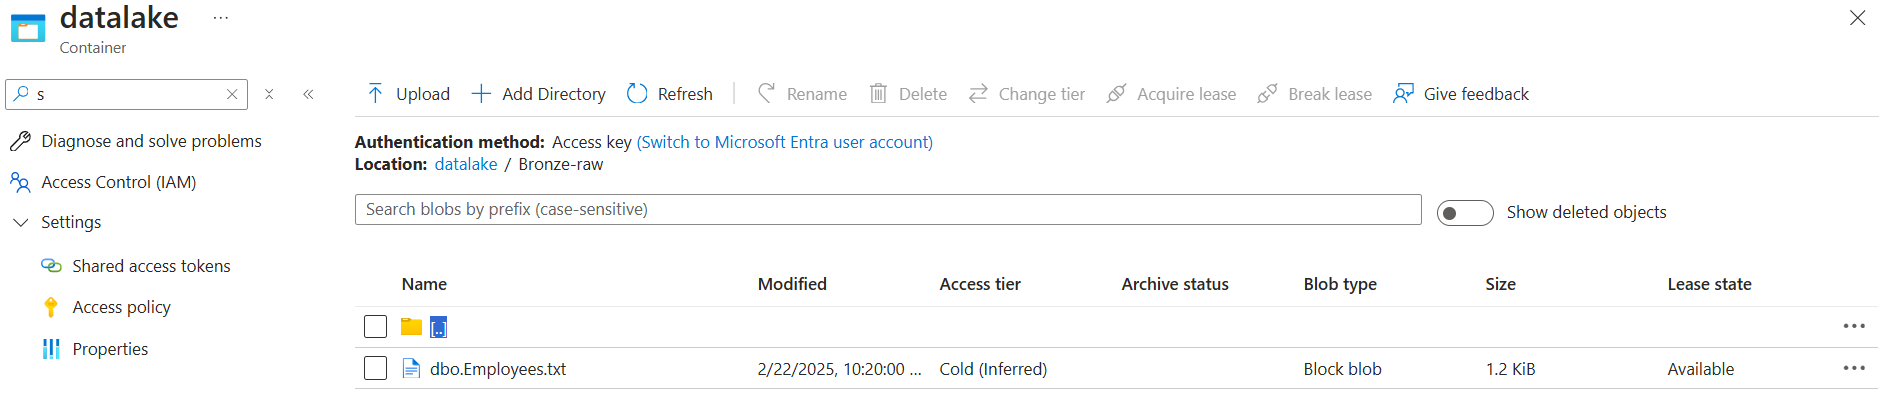 datalake ...
Container
s
Diagnose and solve problems
Access Control (IAM)
Settings
Shared access tokens
Access policy
Properties
Upload Add Directory Refresh Rename Delete Change tier Acquire lease Break lease Give feedback
Authentication method: Access key (Switch to Microsoft Entra user account)
Location: datalake / Bronze-raw
Search blobs by prefix (case-sensitive)
Show deleted objects
Name Modified Access tier Archive status Blob type Size Lease state
[..]
dbo.Employees.txt 2/22/2025, 10:20:00 ... Cold (Inferred) Block blob 1.2 KiB Available